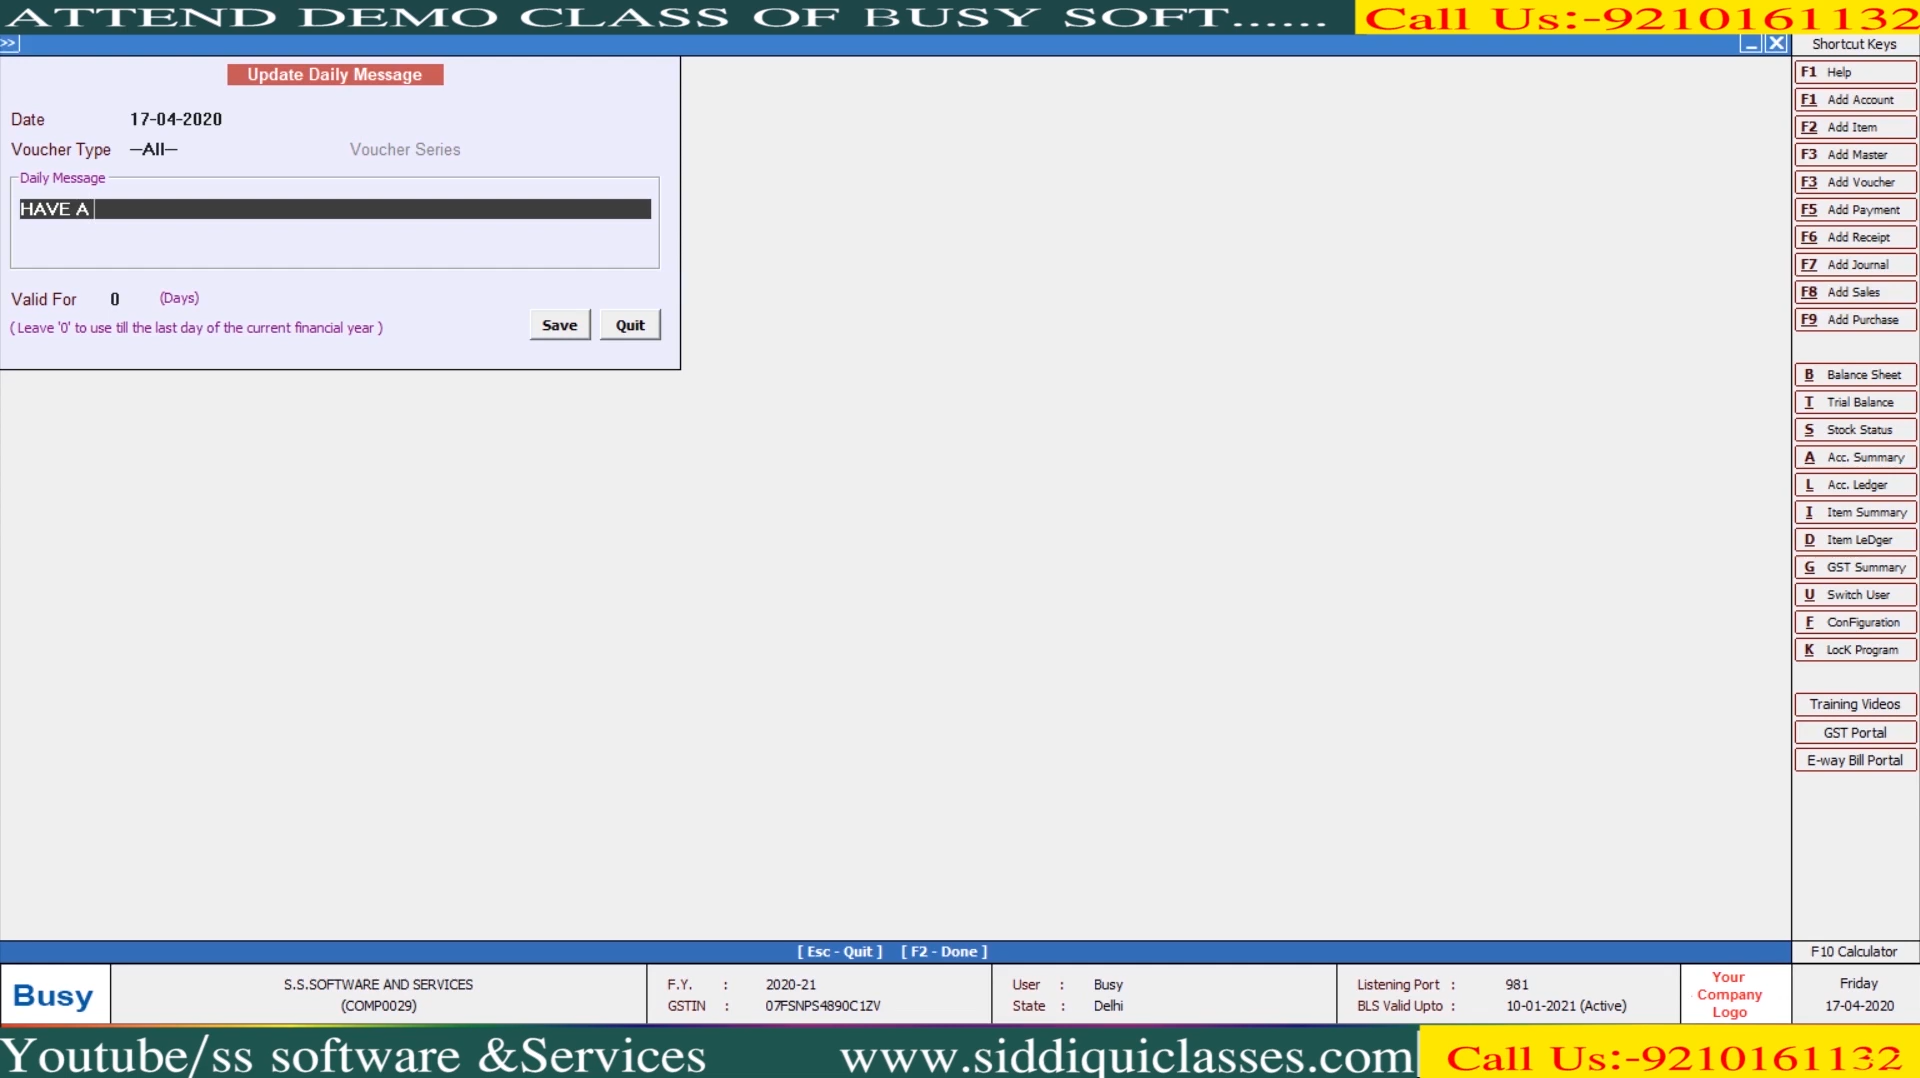 ATTEND DEMO CLASS OF BUSY SOFT......
Call Us:-9210161132
>>
Shortcut Keys
Update Daily Message
Date 17-04-2020
Voucher Type —All— Voucher Series
Daily Message
HAVE A
Valid For 0 (Days)
( Leave '0' to use till the last day of the current financial year )
Save Quit
F1 Help
F1 Add Account
F2 Add Item
F3 Add Master
F3 Add Voucher
F5 Add Payment
F6 Add Receipt
F7 Add Journal
F8 Add Sales
F9 Add Purchase
B Balance Sheet
T Trial Balance
S Stock Status
A Acc. Summary
L Acc. Ledger
I Item Summary
D Item LeDger
G GST Summary
U Switch User
F ConFiguration
K LocK Program
Training Videos
GST Portal
E-way Bill Portal
[ Esc - Quit ] [ F2 - Done ]
F10 Calculator
Busy
S.S.SOFTWARE AND SERVICES
(COMP0029)
F.Y. : 2020-21
GSTIN : 07FSNPS4890C1ZV
User : Busy
State : Delhi
Listening Port : 981
BLS Valid Upto : 10-01-2021 (Active)
Your
Company
Logo
Friday
17-04-2020
Youtube/ss software &Services
www.siddiquiclasses.com
Call Us:-9210161132